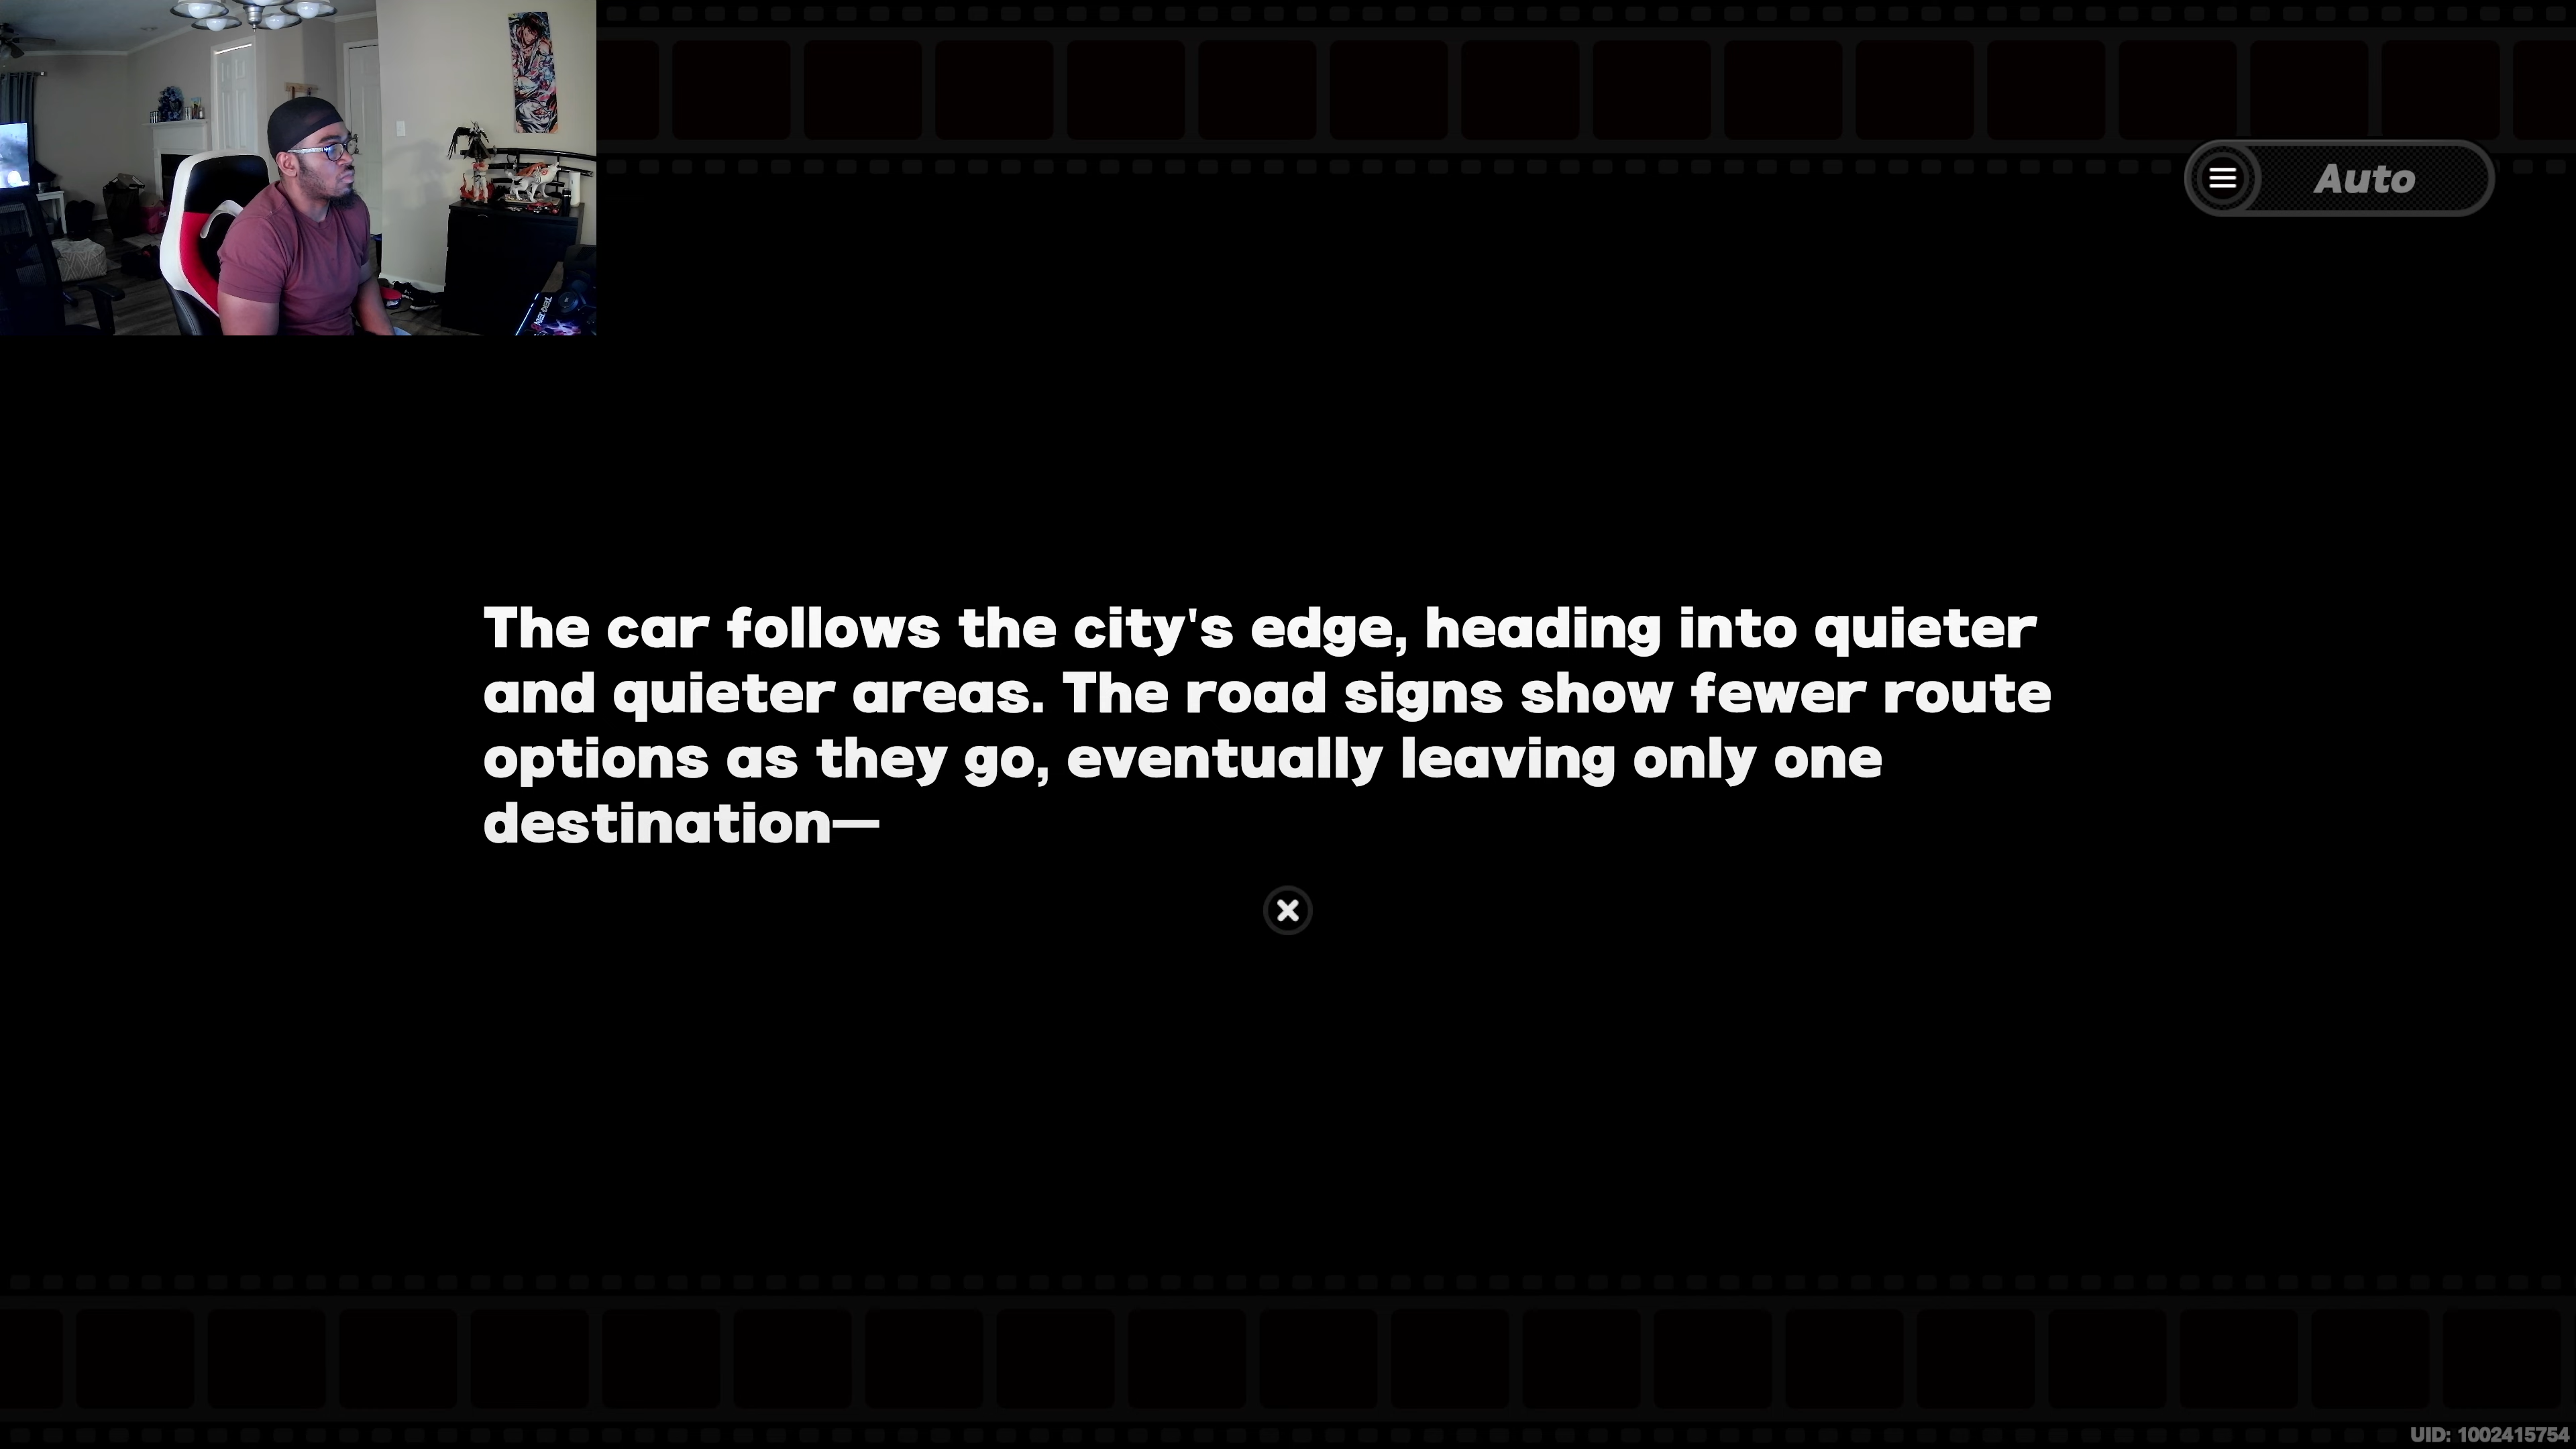 Auto
The car follows the city's edge, heading into quieter
and quieter areas. The road signs show fewer route
options as they go, eventually leaving only one
destination—
UID: 1002415754